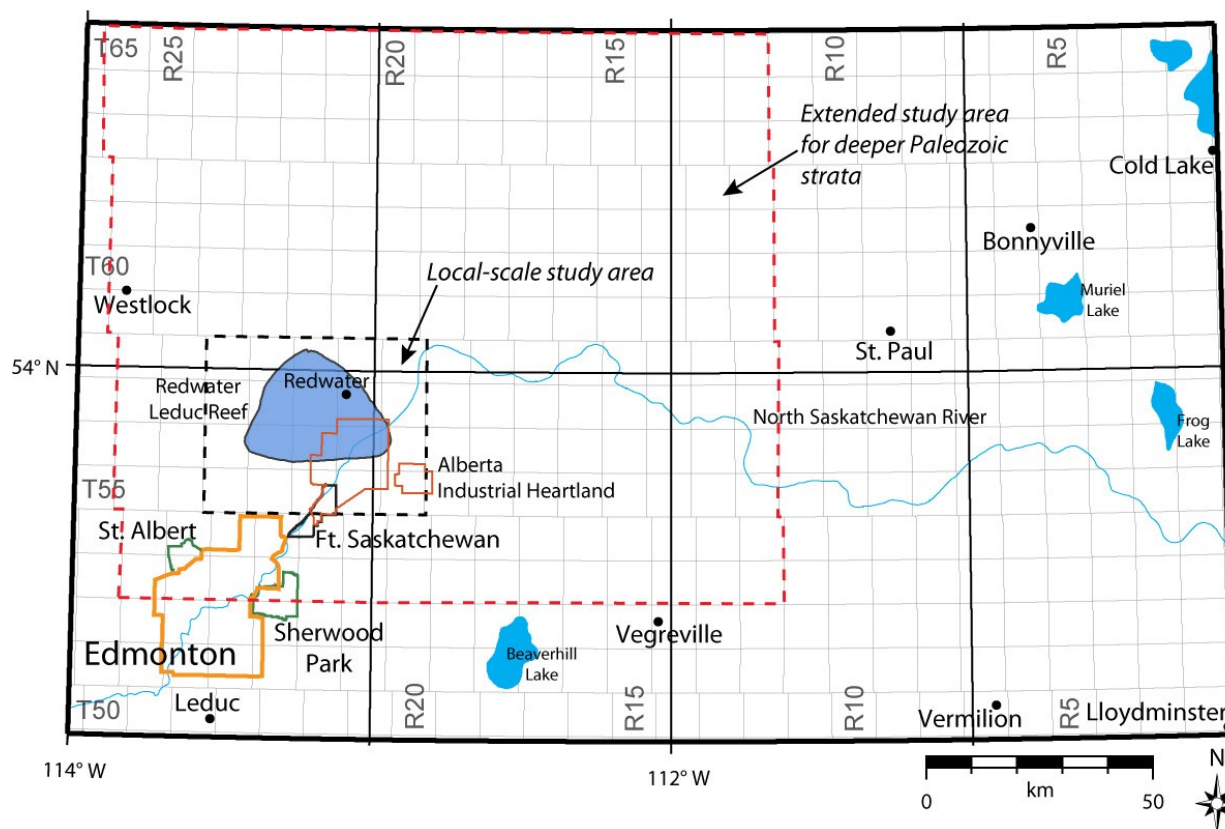 T65
R25
R20
R15
R10
R5
Extended study area
for deeper Paleozoic
strata
Cold Lake
Bonnyville
T60
Westlock
Local-scale study area
Muriel
Lake
St. Paul
54° N
Redwater
Leduc Reef
Redwater
North Saskatchewan River
Frog
Lake
Alberta
Industrial Heartland
T55
St. Albert
Ft. Saskatchewan
Sherwood
Park
Vegreville
Edmonton
Beaverhill
Lake
T50
Leduc
R20
R15
R10
Vermilion
R5
Lloydminster
114° W
112° W
N
km
0
50